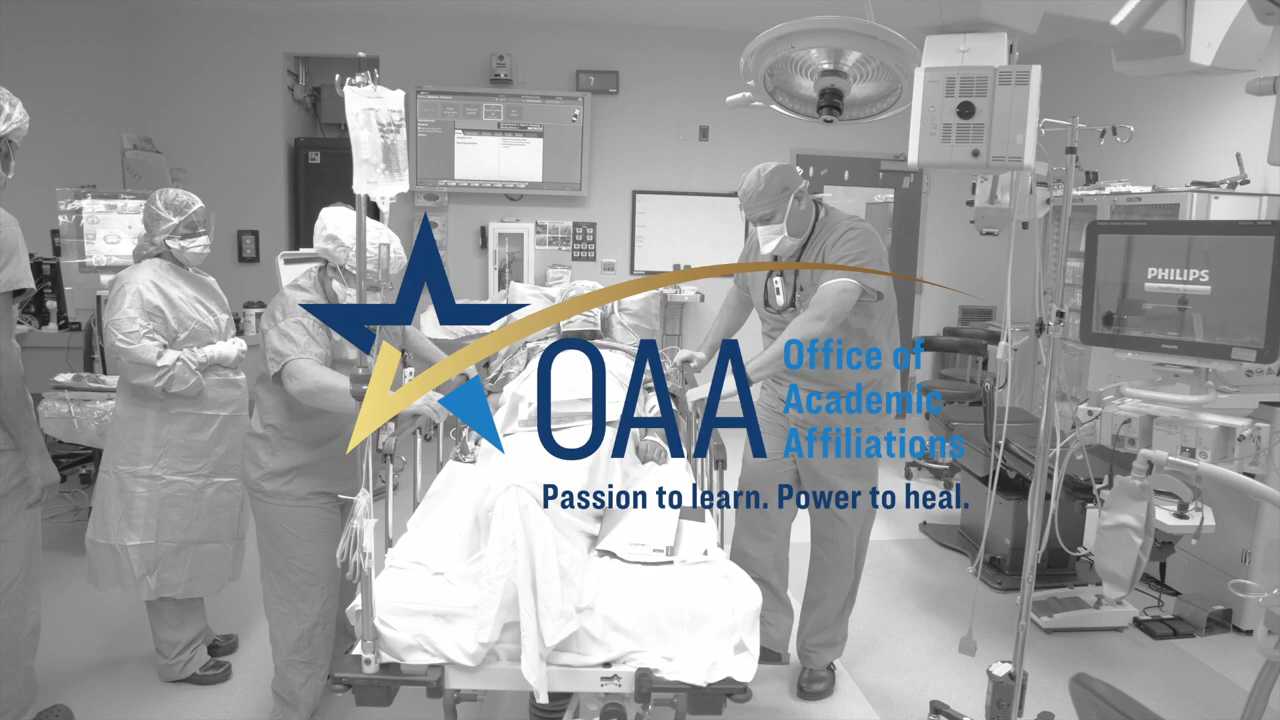 PHILIPS
OAA
Office of
Academic
Affiliations
Passion to learn. Power to heal.